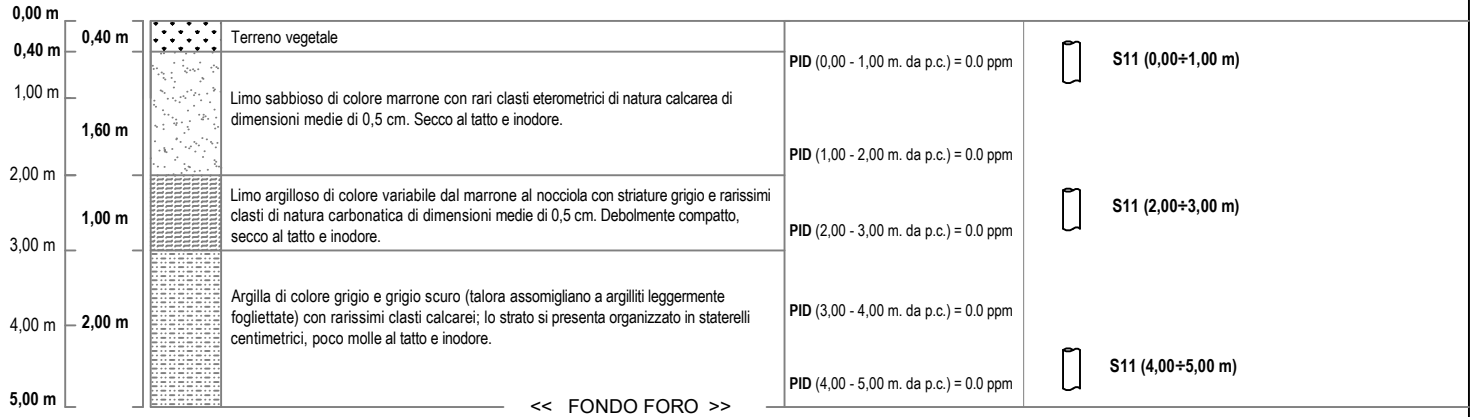 0,00 m
0,40 m
0,40 m
1,00 m
1,60 m
2,00 m
1,00 m
3,00 m
4,00 m
2,00 m
5,00 m
Terreno vegetale
Limo sabbioso di colore marrone con rari clasti eterometrici di natura calcarea di
dimensioni medie di 0,5 cm. Secco al tatto e inodore.
Limo argilloso di colore variabile dal marrone al nocciola con striature grigio e rarissimi
clasti di natura carbonatica di dimensioni medie di 0,5 cm. Debolmente compatto,
secco al tatto e inodore.
Argilla di colore grigio e grigio scuro (talora assomigliano a argilliti leggermente
fogliettate) con rarissimi clasti calcarei; lo strato si presenta organizzato in staterelli
centimetrici, poco molle al tatto e inodore.
<< FONDO FORO >>
PID (0,00 - 1,00 m. da p.c.) = 0.0 ppm
PID (1,00 - 2,00 m. da p.c.) = 0.0 ppm
PID (2,00 - 3,00 m. da p.c.) = 0.0 ppm
PID (3,00 - 4,00 m. da p.c.) = 0.0 ppm
PID (4,00 - 5,00 m. da p.c.) = 0.0 ppm
S11 (0,00÷1,00 m)
S11 (2,00÷3,00 m)
S11 (4,00÷5,00 m)